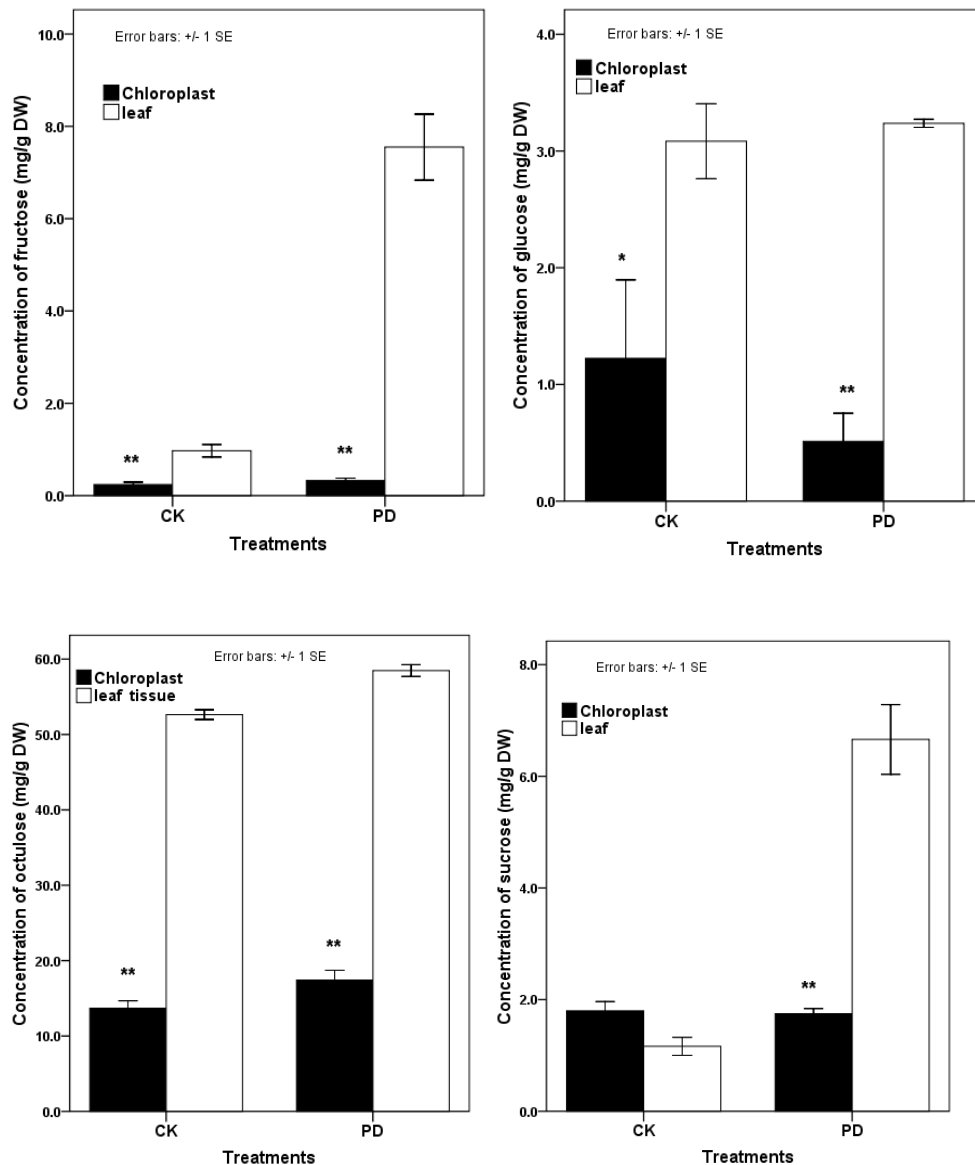 Error bars: +/- 1 SE
Chloroplast
leaf
Concentration of fructose (mg/g DW)
10.0
8.0
6.0
4.0
2.0
0.0
**
**
CK
PD
Treatments
Error bars: +/- 1 SE
Chloroplast
leaf
Concentration of glucose (mg/g DW)
4.0
3.0
2.0
1.0
0.0
*
**
CK
PD
Treatments
Error bars: +/- 1 SE
Chloroplast
leaf tissue
Concentration of octulose (mg/g DW)
60.0
50.0
40.0
30.0
20.0
10.0
0.0
**
**
CK
PD
Treatments
Error bars: +/- 1 SE
Chloroplast
leaf
Concentration of sucrose (mg/g DW)
8.0
6.0
4.0
2.0
0.0
**
CK
PD
Treatments